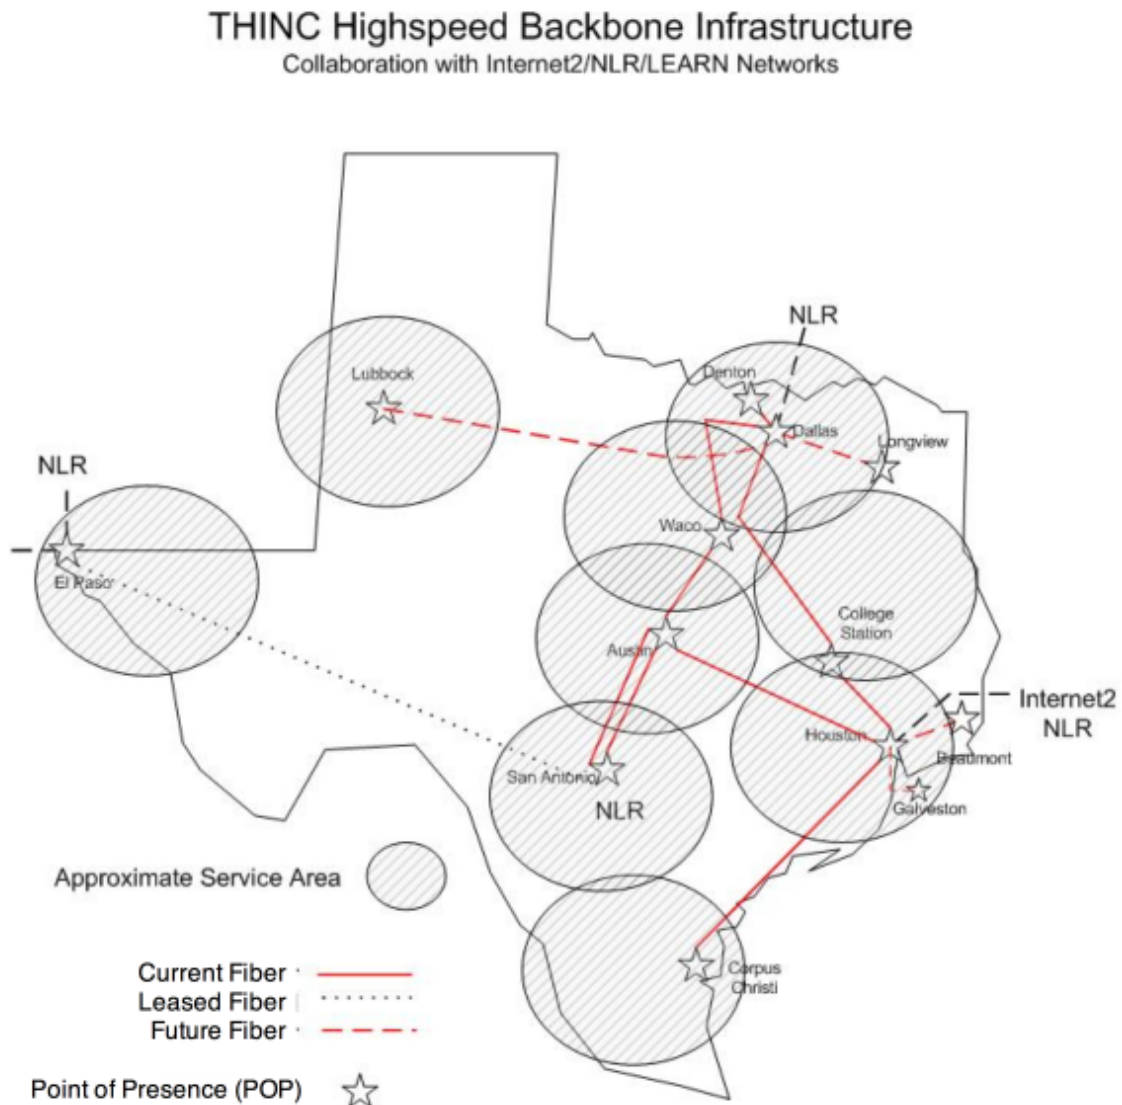 THINC Highspeed Backbone Infrastructure
Collaboration with Internet2/NLR/LEARN Networks
NLR
Denton
Lubbock
Dallas
Longview
NLR
Waco
El Paso
College
Station
Austin
Internet2
NLR
Houston
Beaumont
San Antonio
NLR
Galveston
Approximate Service Area
Corpus
Christi
Current Fiber
Leased Fiber
Future Fiber
Point of Presence (POP)